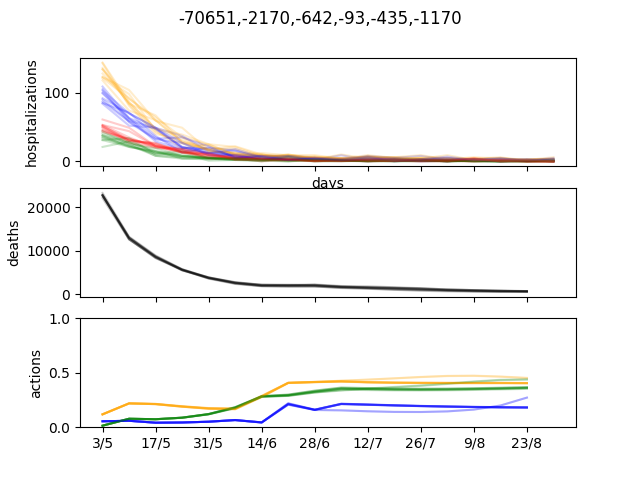 -70651,-2170,-642,-93,-435,-1170
hospitalizations
100
0
days
deaths
20000
10000
0
actions
1.0
0.5
0.0
3/5 17/5 31/5 14/6 28/6 12/7 26/7 9/8 23/8